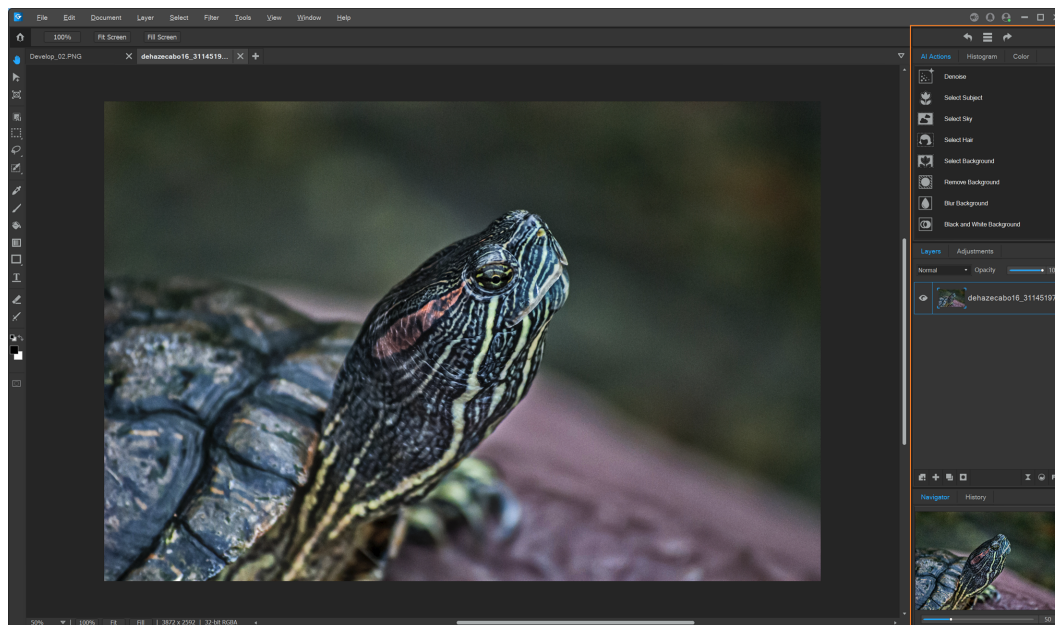 File Edit Document Layer Select Filter Tools View Window Help
100% Fit Screen Fill Screen
Develop_02.PNG dehazecabo16_3114519...
AI Actions Histogram Color
Denoise
Select Subject
Select Sky
Select Hair
Select Background
Remove Background
Blur Background
Black and White Background
Layers Adjustments
Normal Opacity 10
dehazecabo16_31145197
Navigator History
50% 100% Fit Fill 3872 x 2592 32-bit RGBA
50